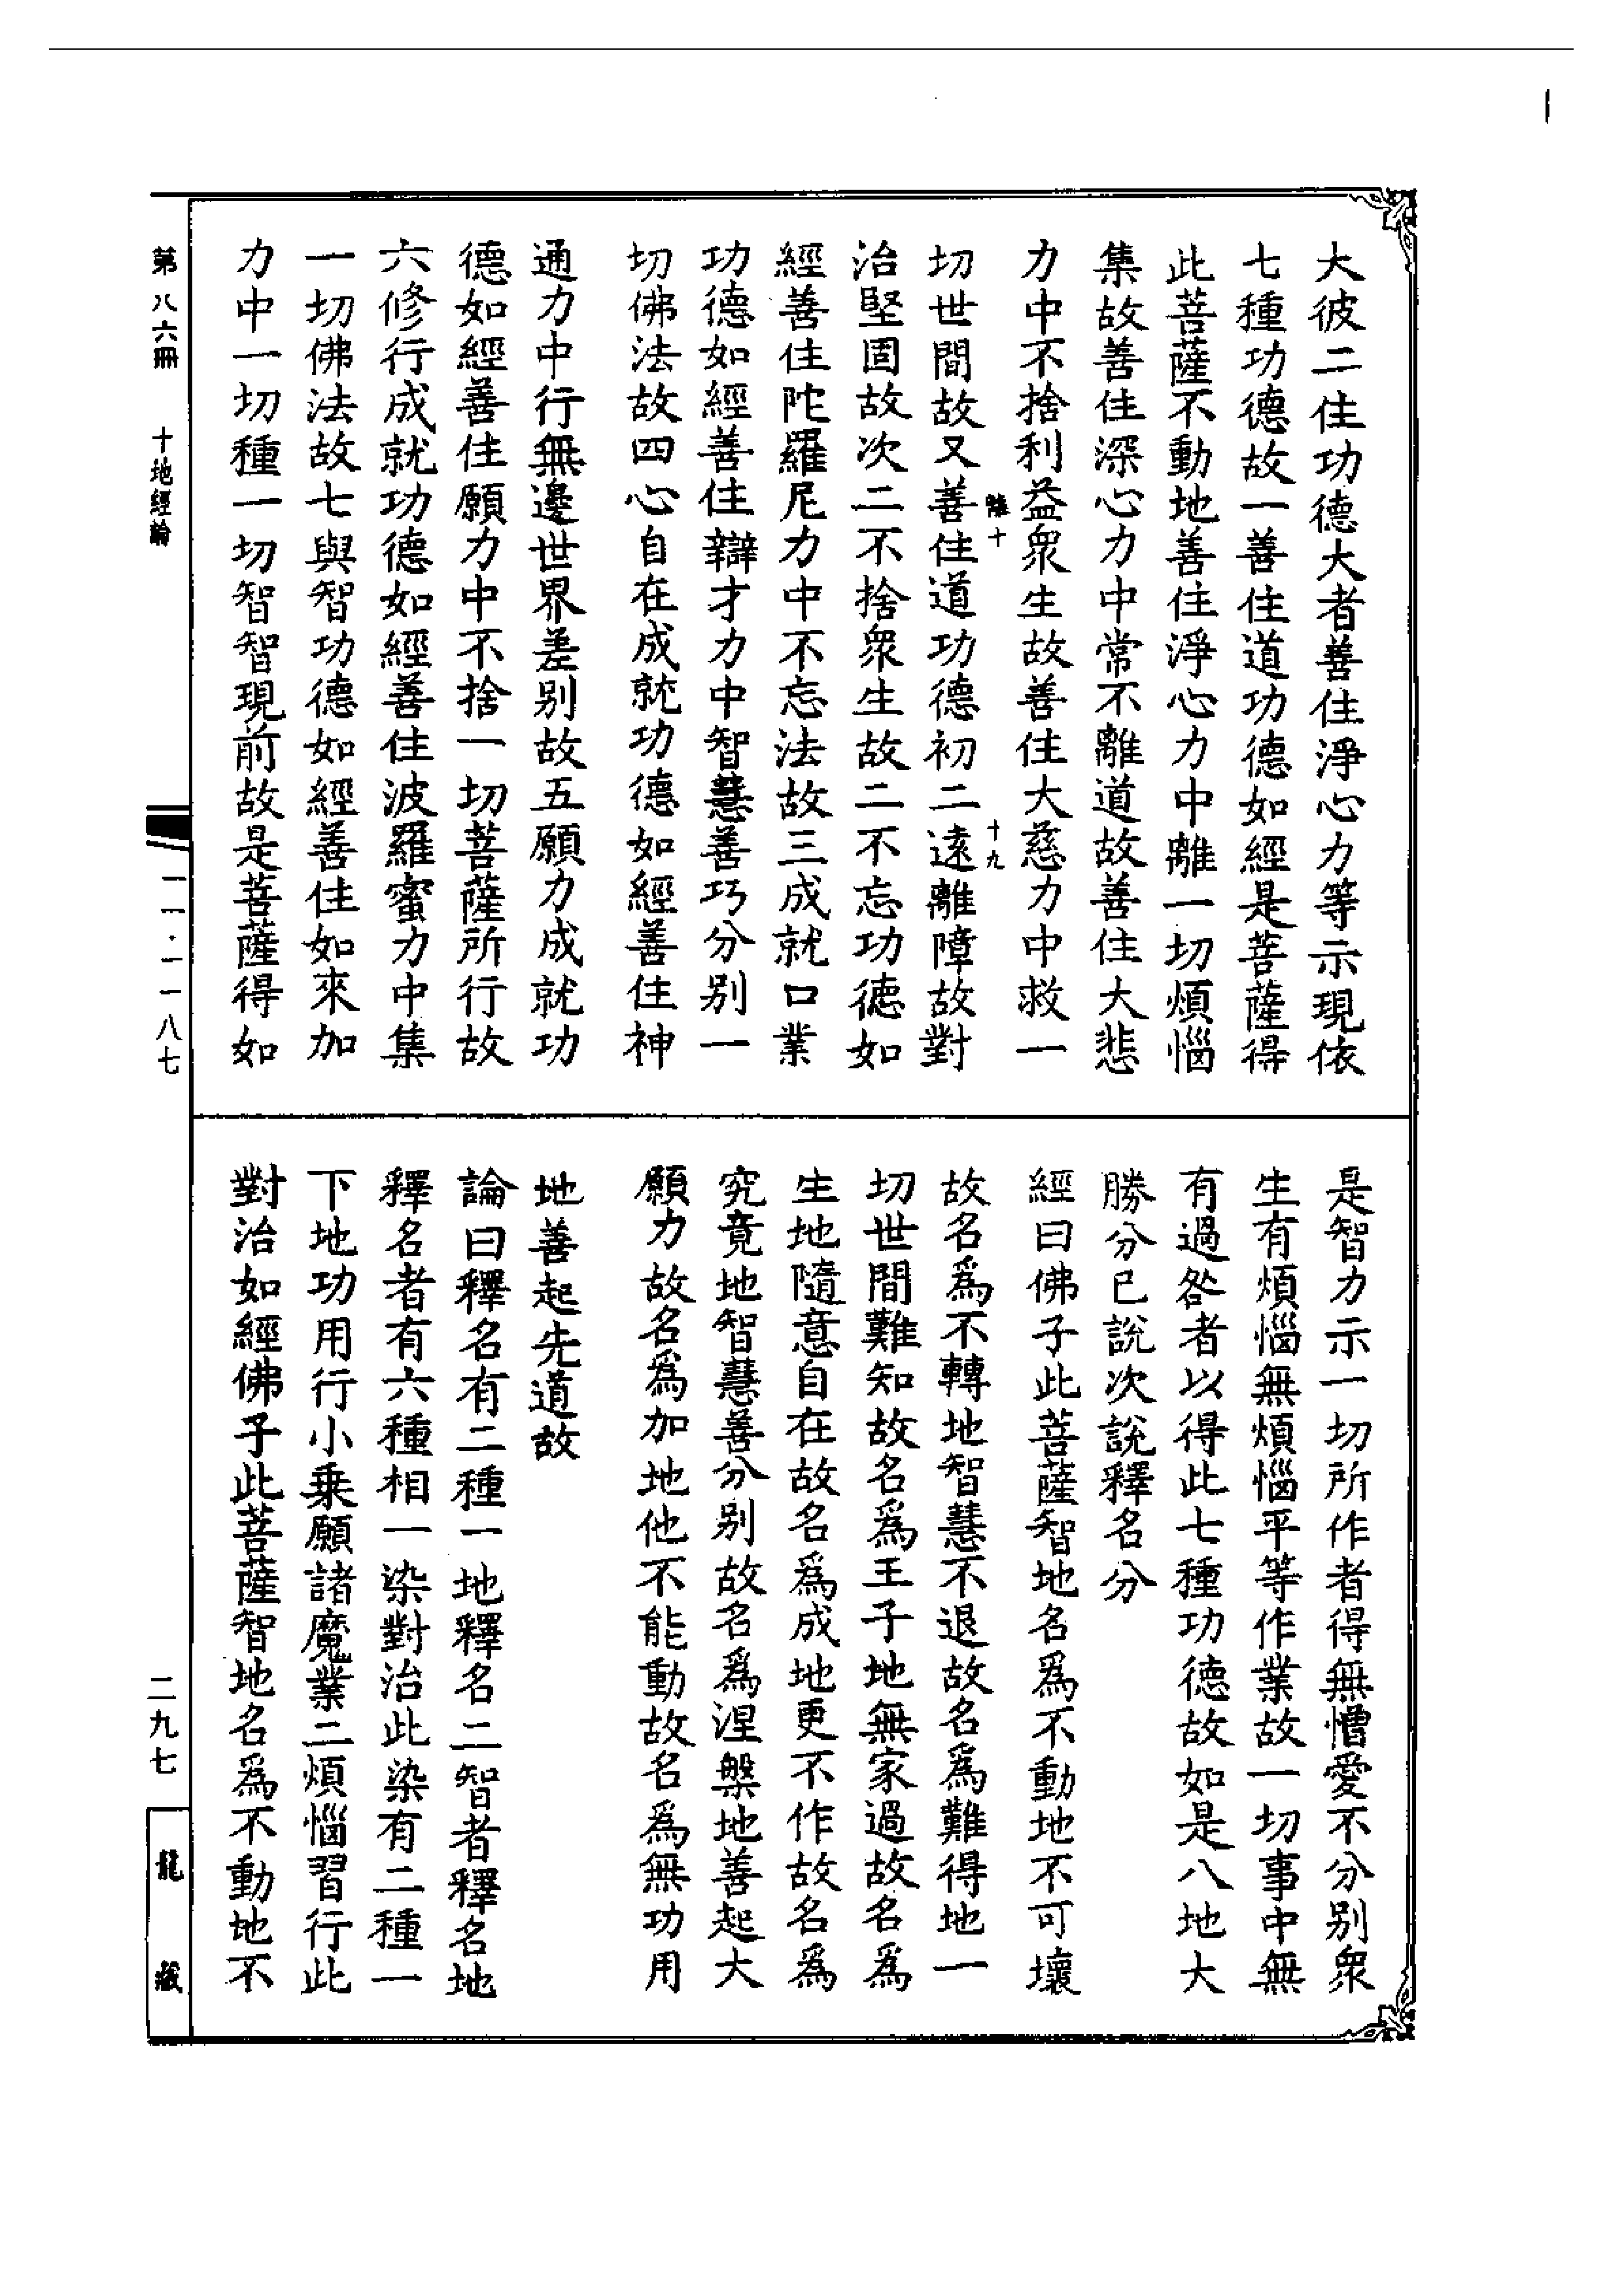 大彼二住功德大者善住淨心力等示現依
七種功德故一善住道功德如經是菩薩得
此菩薩不動地善住淨心力中離一切煩惱
集故善住深心力中常不離道故善住大悲
力中不捨利益眾生故善住大慈力中救一
十九
切世間故又善住道功德初二遠離障故對
治堅固故次二不捨眾生故二不忘功德如
經善住陀羅尼力中不忘法故三成就口業
功德如經善住辯才力中智慧善巧分別一
切佛法故四心自在成就功德如經善住神
通力中行無邊世界差別故五願力成就功
德如經善住願力中不捨一切菩薩所行故
六修行成就功德如經善住波羅蜜力中集
一切佛法故七與智功德如經善住如來加
力中一切種一切智智現前故是菩薩得如
是智力示一切所作者得無憎愛不分別眾
生有煩惱無煩惱平等作業故一切事中無
有過咎者以得此七種功德故如是八地大
勝分已說次說釋名分
經曰佛子此菩薩智地名為不動地不可壞
故名為不轉地智慧不退故名為難得地一
切世間難知故名為王子地無家過故名為
生地隨意自在故名為成地更不作故名為
究竟地智慧善分別故名為涅槃地善起大
願力故名為加地他不能動故名為無功用
地善起先道故
論曰釋名有二種一地釋名二智者釋名地
釋名者有六種相一染對治此染有二種一
下地功用行小乘願諸魔業二煩惱習行此
對治如經佛子此菩薩智地名為不動地不
第八六冊 十地經論
一一·一一八七
二九七
龍藏